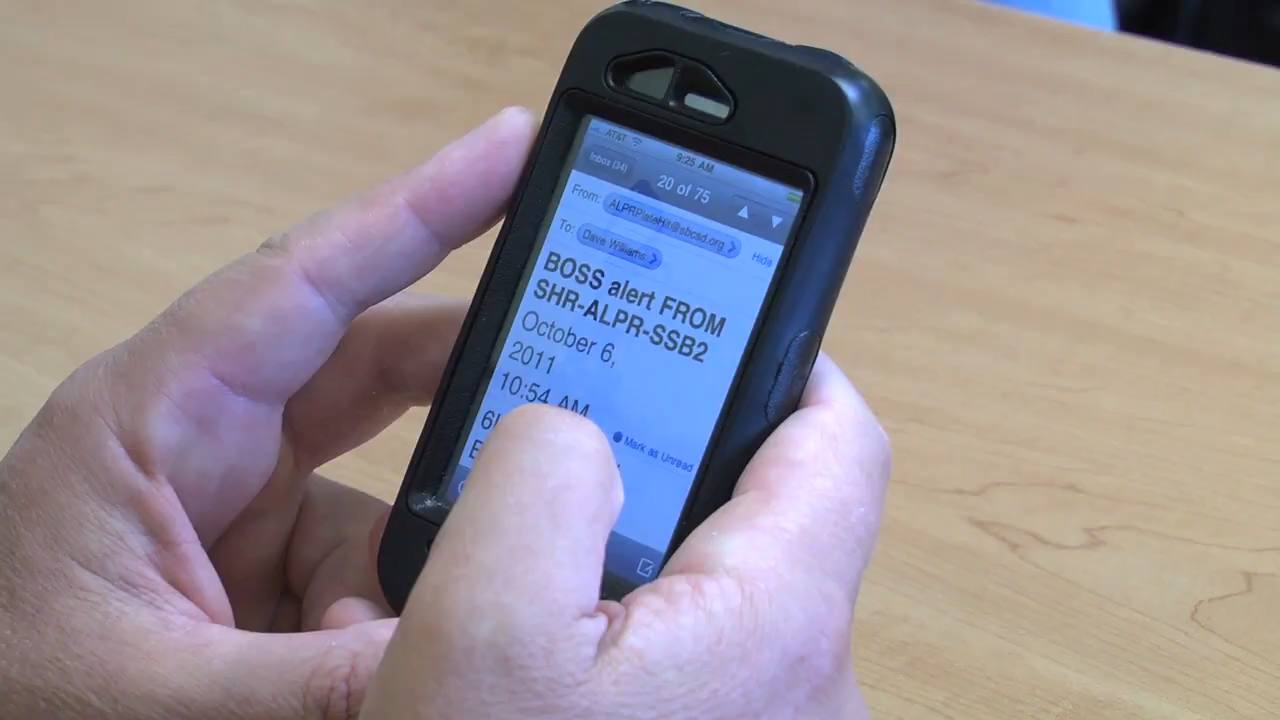 AT&T
9:25 AM
Inbox (34)
20 of 75
From: ALPRPlateHit@sbcsd.org
Hide
To: Dave Williams
BOSS alert FROM
SHR-ALPR-SSB2
October 6,
2011
10:54 AM
Mark as Unread